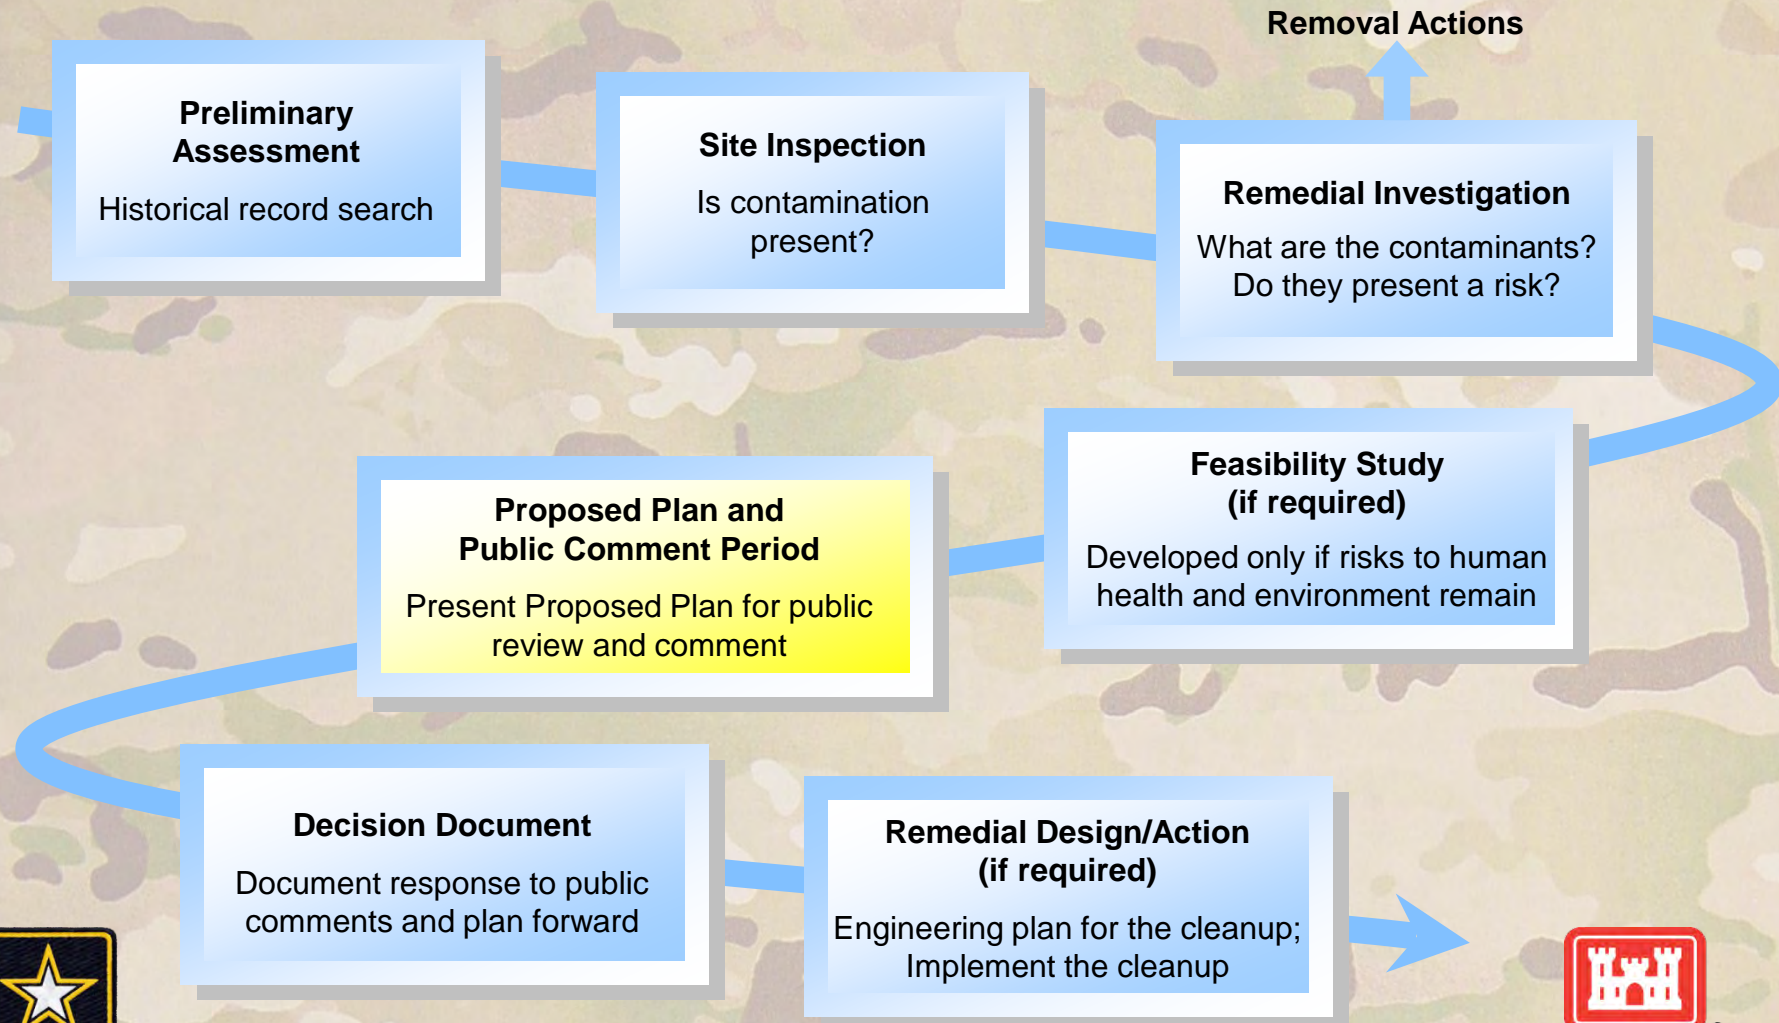 Removal Actions
Preliminary
Assessment
Historical record search
Site Inspection
Is contamination
present?
Remedial Investigation
What are the contaminants?
Do they present a risk?
Feasibility Study
(if required)
Developed only if risks to human
health and environment remain
Proposed Plan and
Public Comment Period
Present Proposed Plan for public
review and comment
Decision Document
Document response to public
comments and plan forward
Remedial Design/Action
(if required)
Engineering plan for the cleanup;
Implement the cleanup